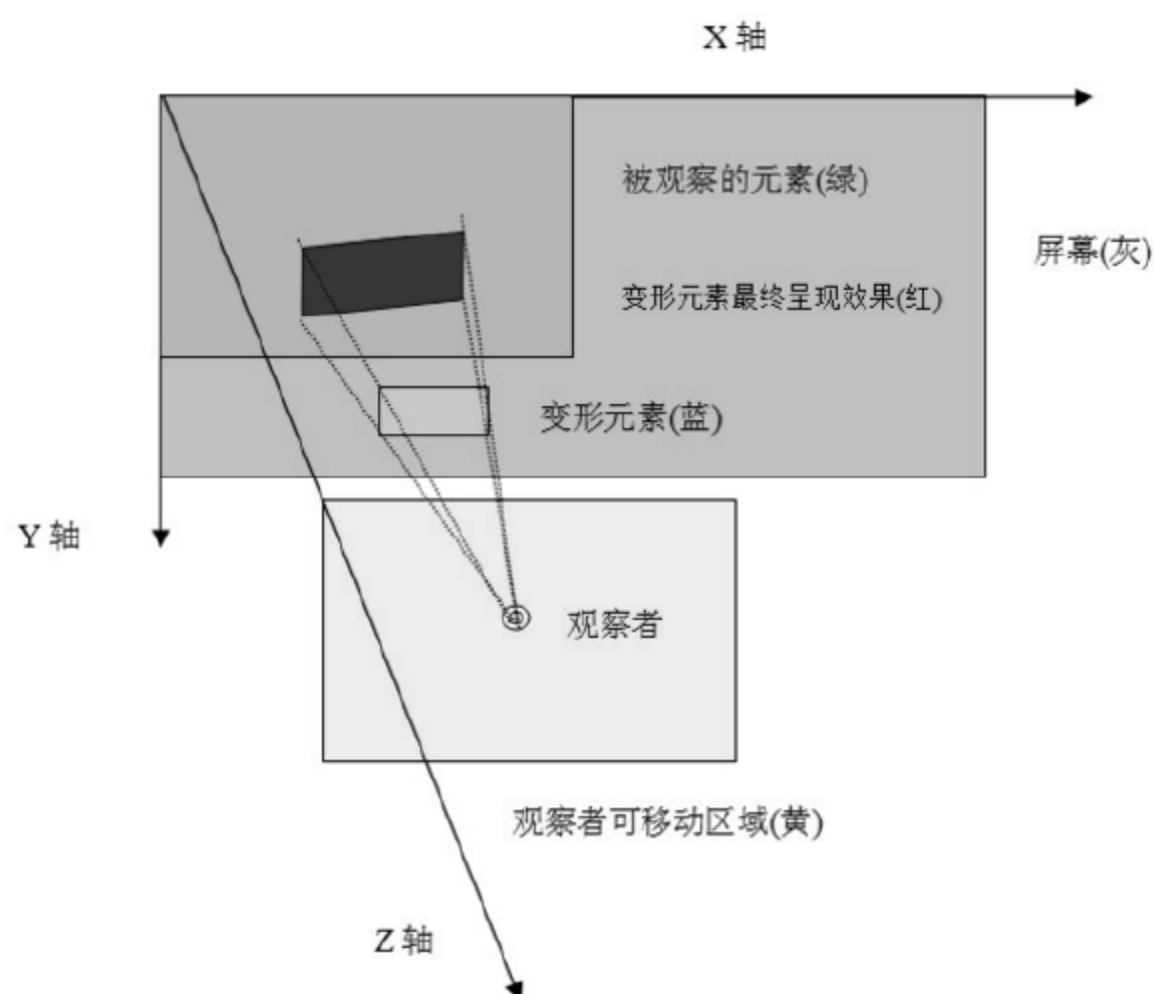 X 轴
被观察的元素(绿)
屏幕(灰)
变形元素最终呈现效果(红)
变形元素(蓝)
Y 轴
观察者
观察者可移动区域(黄)
Z 轴